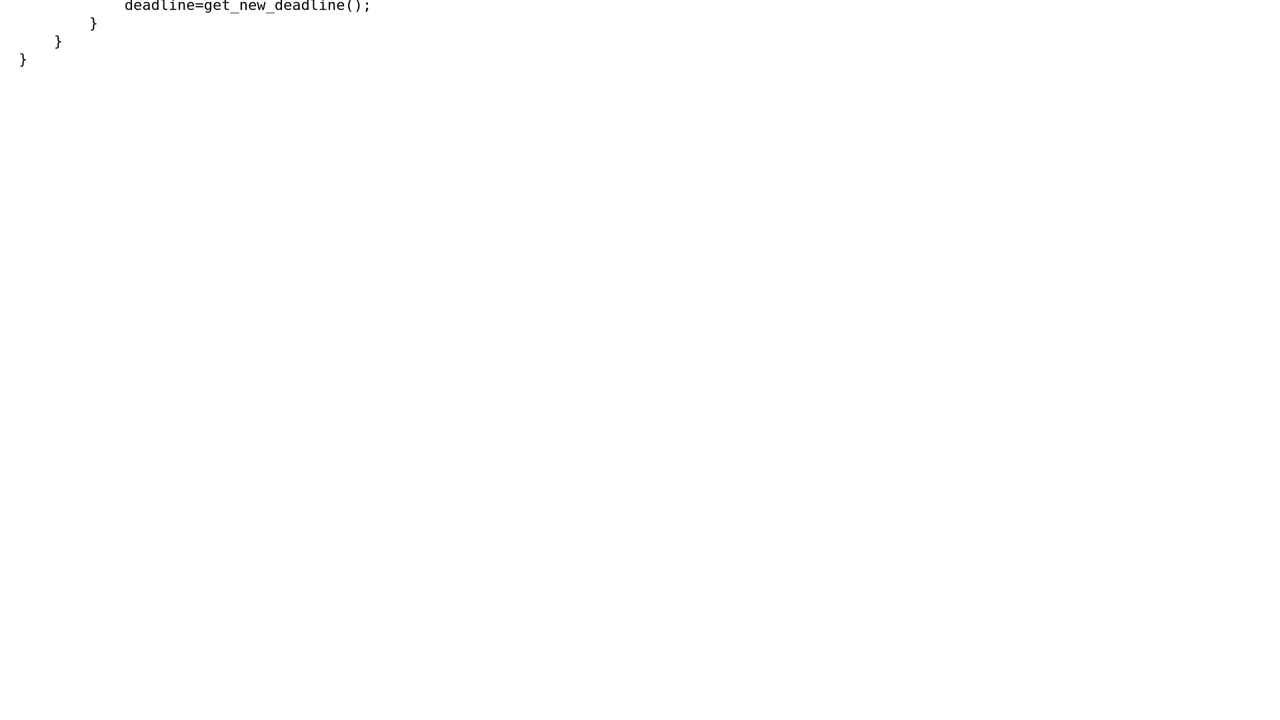 deadline=get_new_deadline();
        }
    }
}